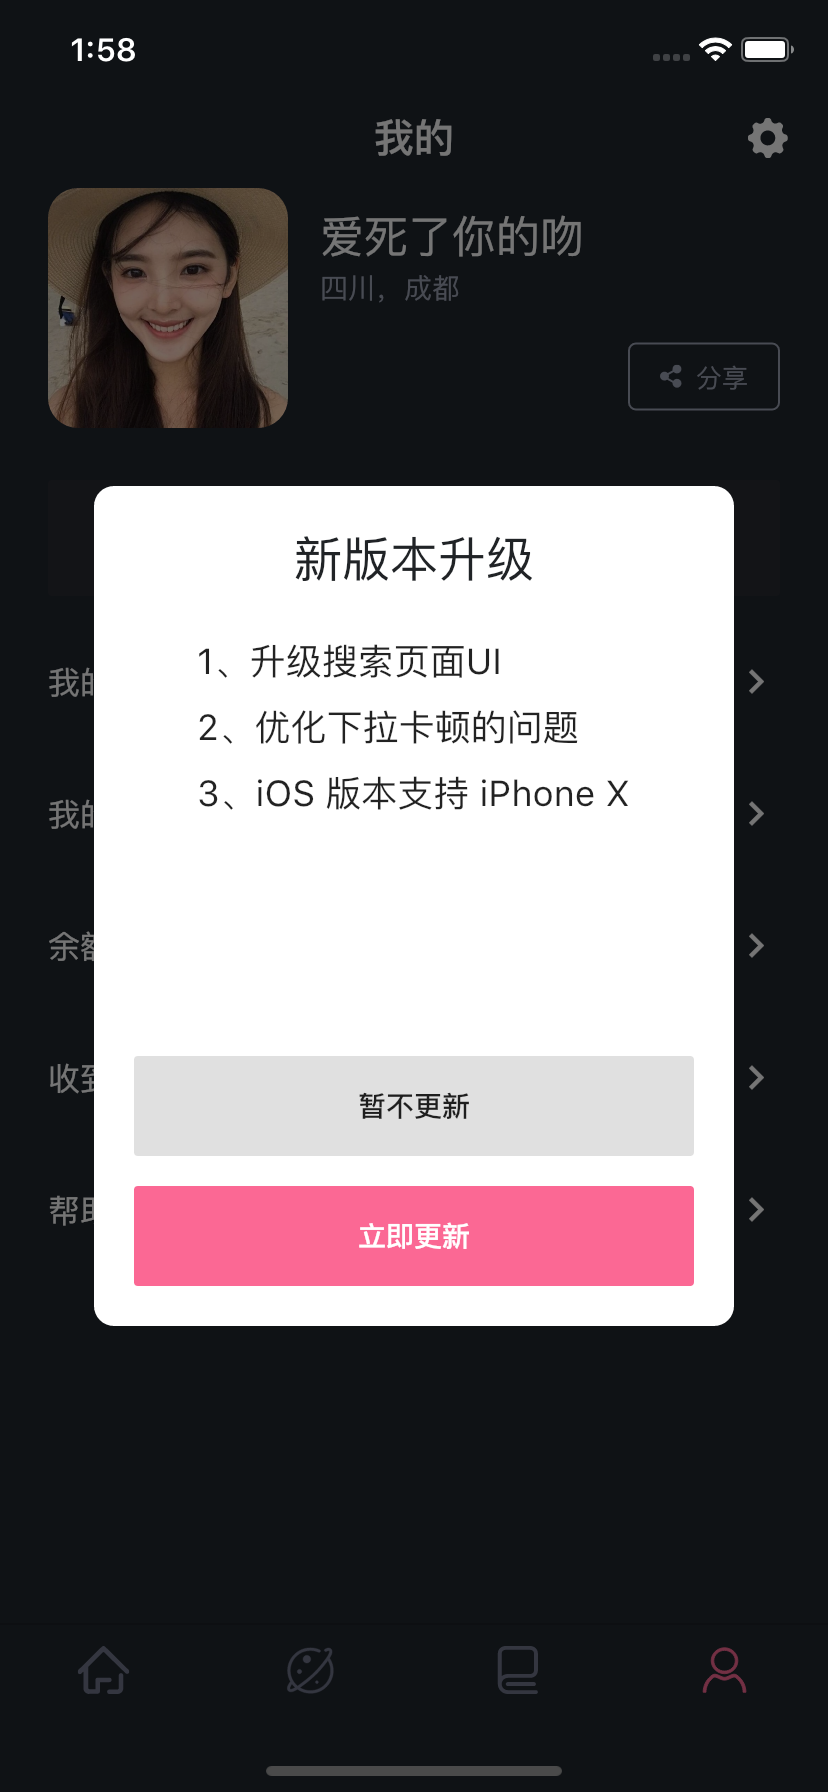 1:58
我的
爱死了你的吻
四川，成都
分享
新版本升级
1、升级搜索页面UI
2、优化下拉卡顿的问题
3、iOS 版本支持 iPhone X
我的
我的
余额
收到
帮助
暂不更新
立即更新